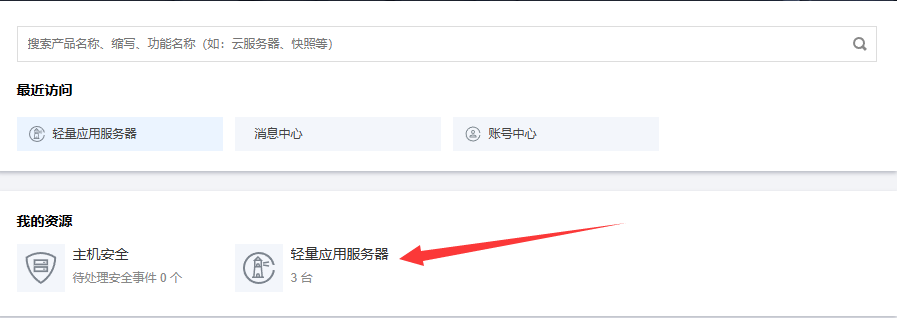 搜索产品名称、缩写、功能名称（如：云服务器、快照等）
最近访问
轻量应用服务器 消息中心 账号中心
我的资源
主机安全 轻量应用服务器
待处理安全事件 0 个 3 台